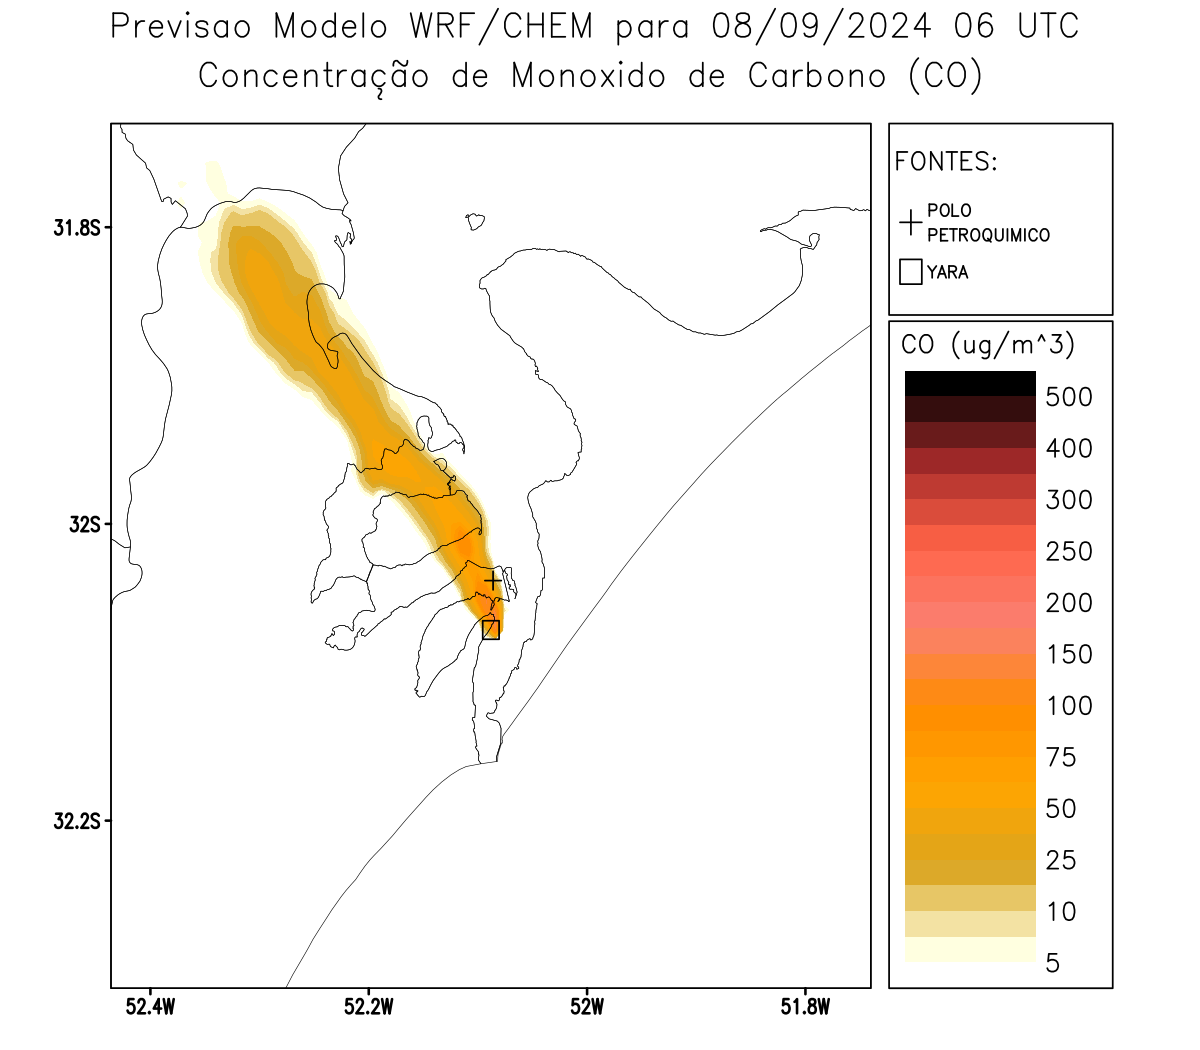 Previsao Modelo WRF/CHEM para 08/09/2024 06 UTC
Concentração de Monoxido de Carbono (CO)
FONTES:
POLO
PETROQUIMICO
YARA
31.8S
32S
32.2S
52.4W
52.2W
52W
51.8W
CO (ug/m^3)
500
400
300
250
200
150
100
75
50
25
10
5